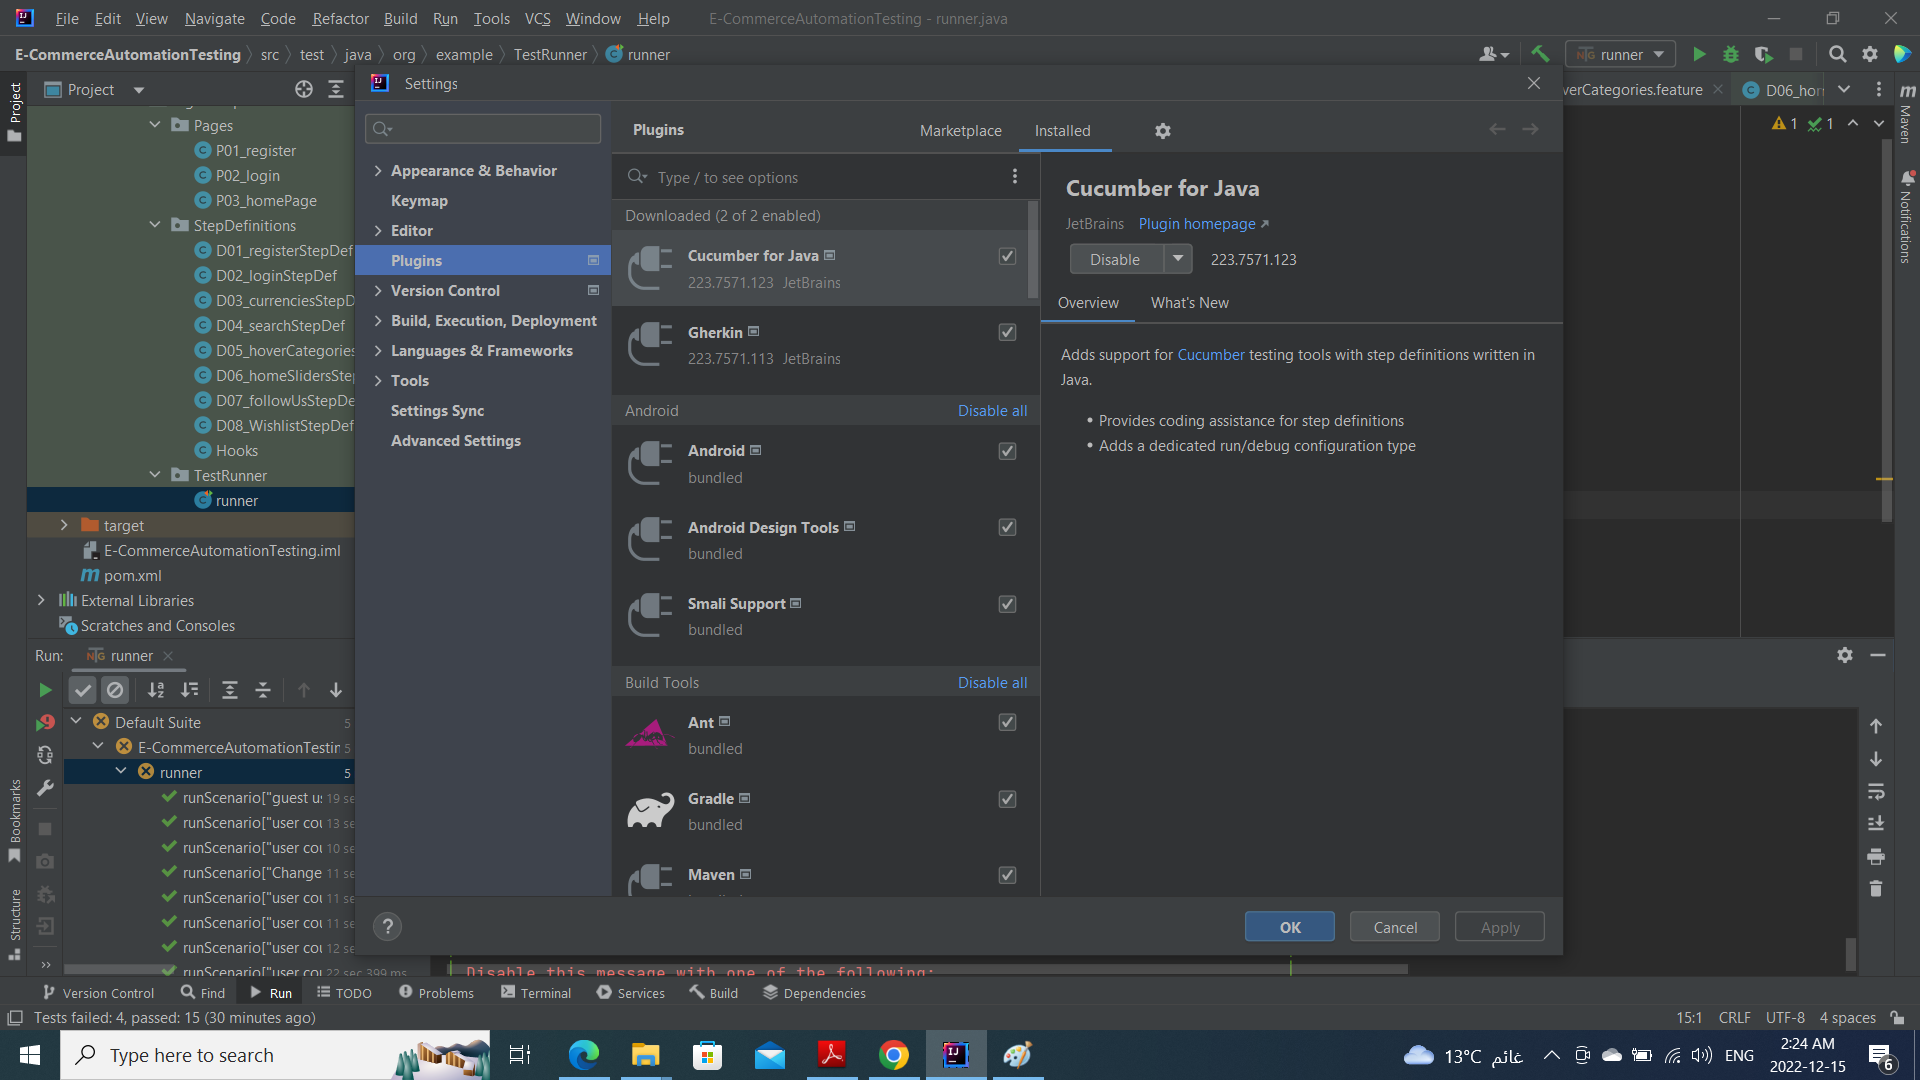 File Edit View Navigate Code Refactor Build Run Tools VCS Window Help E-CommerceAutomationTesting - runner.java
E-CommerceAutomationTesting src test java org example TestRunner runner
runner
Project
Project
Pages
P01_register
P02_login
P03_homePage
StepDefinitions
D01_registerStepDef
D02_loginStepDef
D03_currenciesStepD
D04_searchStepDef
D05_hoverCategories
D06_homeSlidersStep
D07_followUsStepDe
D08_WishlistStepDef
Hooks
TestRunner
runner
target
E-CommerceAutomationTesting.iml
pom.xml
External Libraries
Scratches and Consoles
Settings
Appearance & Behavior
Keymap
Editor
Plugins
Version Control
Build, Execution, Deployment
Languages & Frameworks
Tools
Settings Sync
Advanced Settings
Plugins
Marketplace
Installed
Type / to see options
Downloaded (2 of 2 enabled)
Cucumber for Java
223.7571.123 JetBrains
Gherkin
223.7571.113 JetBrains
Android Disable all
Android
bundled
Android Design Tools
bundled
Smali Support
bundled
Build Tools Disable all
Ant
bundled
Gradle
bundled
Maven
Cucumber for Java
JetBrains Plugin homepage
Disable 223.7571.123
Overview What's New
Adds support for Cucumber testing tools with step definitions written in
Java.
• Provides coding assistance for step definitions
• Adds a dedicated run/debug configuration type
? OK Cancel Apply
verCategories.feature
D06_hor
1 1
Maven
Notifications
Run: runner
Default Suite 5
E-CommerceAutomationTestin 5
runner 5
runScenario["guest u 19 se
runScenario["user cou 13 se
runScenario["user cou 10 se
runScenario["Change 11 se
runScenario["user cou 11 se
runScenario["user cou 11 se
runScenario["user cou 12 se
runScenario["user cou 22 sec 399 ms
Disable this message with one of the following:
Bookmarks
Structure
Version Control Find Run TODO Problems Terminal Services Build Dependencies
Tests failed: 4, passed: 15 (30 minutes ago)
15:1 CRLF UTF-8 4 spaces
Type here to search
13°C غائم
ENG
2:24 AM
2022-12-15
6